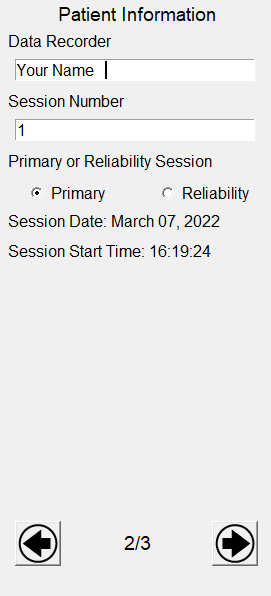 Patient Information
Data Recorder
Your Name
Session Number
1
Primary or Reliability Session
Primary Reliability
Session Date: March 07, 2022
Session Start Time: 16:19:24
2/3